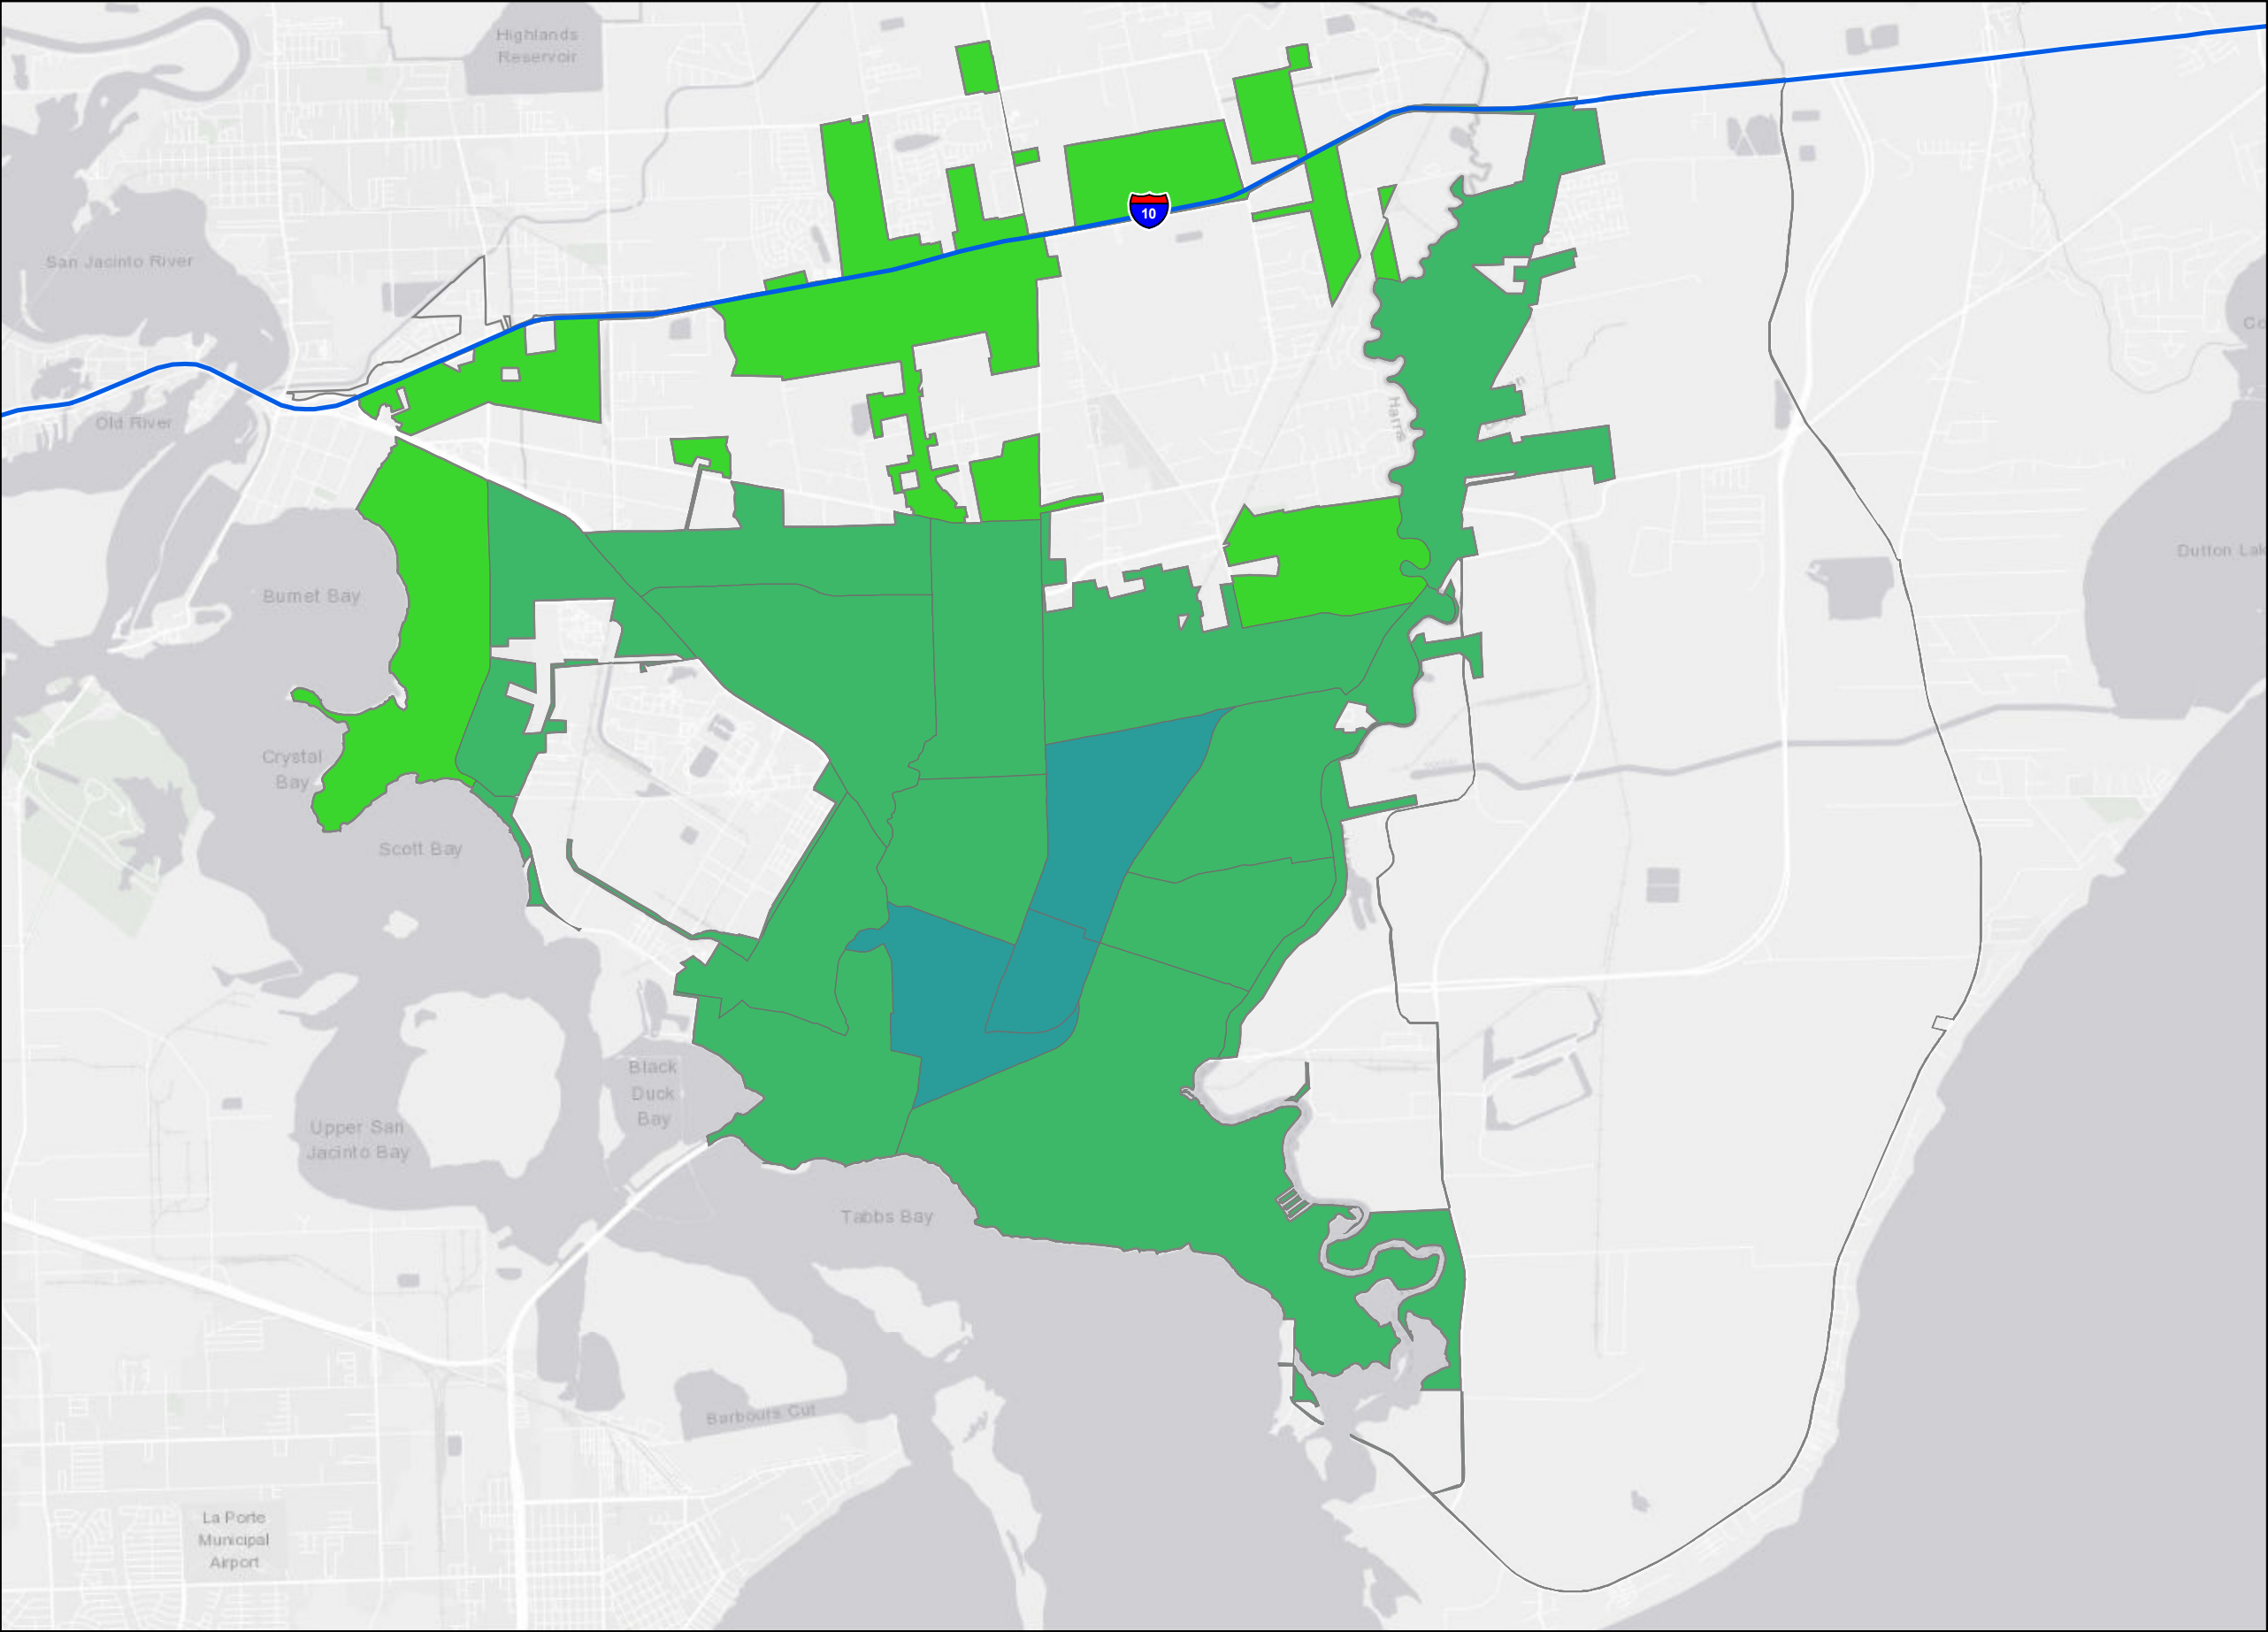 Highlands
Reservoir
10
San Jacinto River
Old River
Harris
Dutton Lak
Burnet Bay
Crystal
Bay
Scott Bay
Black
Duck
Bay
Upper San
Jacinto Bay
Tabbs Bay
Barbours Cut
La Porte
Municipal
Airport
Co